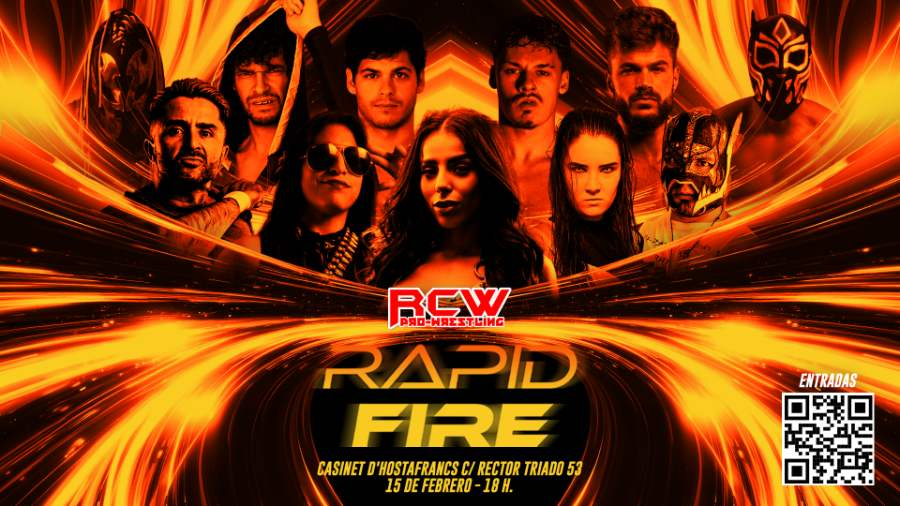 RCW
PRO-WRESTLING
RAPID
FIRE
ENTRADAS
CASINET D'HOSTAFRANCS C/ RECTOR TRIADO 53
15 DE FEBRERO - 18 H.